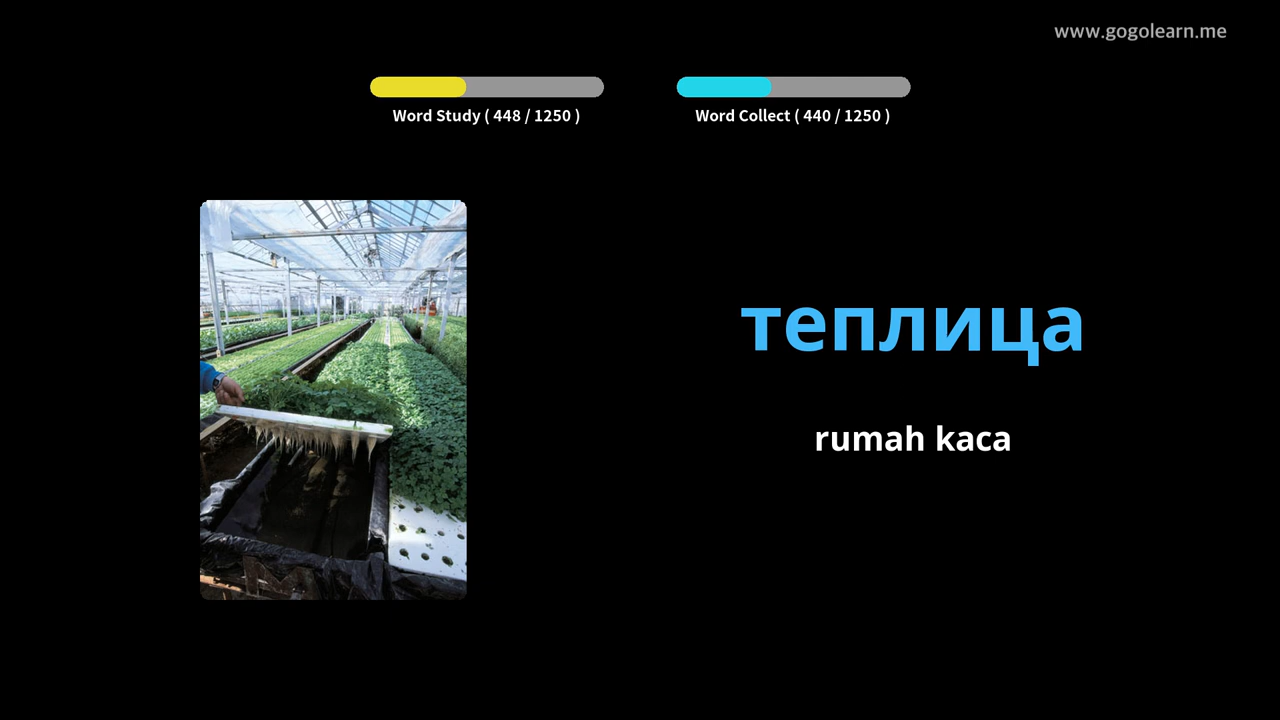 www.gogolearn.me
Word Study ( 448 / 1250 )
Word Collect ( 440 / 1250 )
теплица
rumah kaca